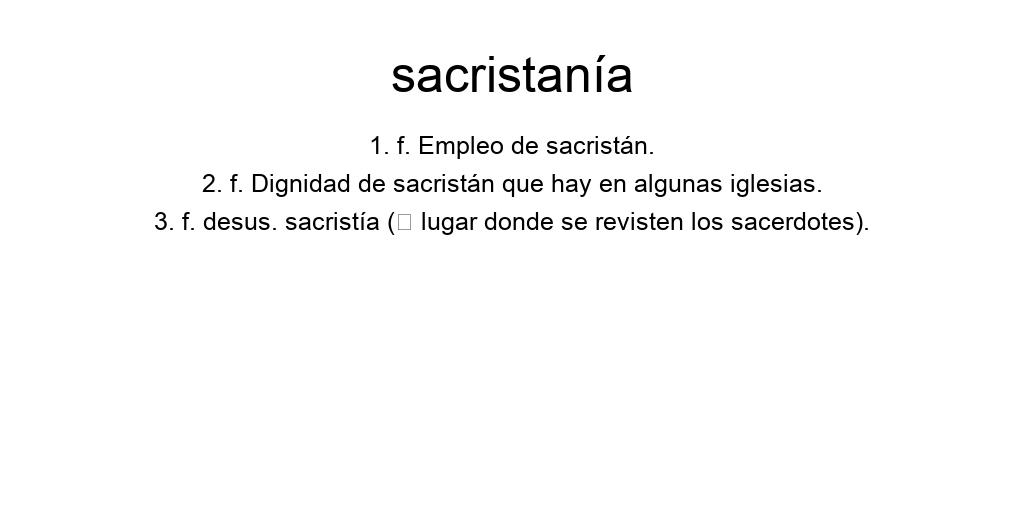 sacristanía
1. f. Empleo de sacristán.
2. f. Dignidad de sacristán que hay en algunas iglesias.
3. f. desus. sacristía (□ lugar donde se revisten los sacerdotes).